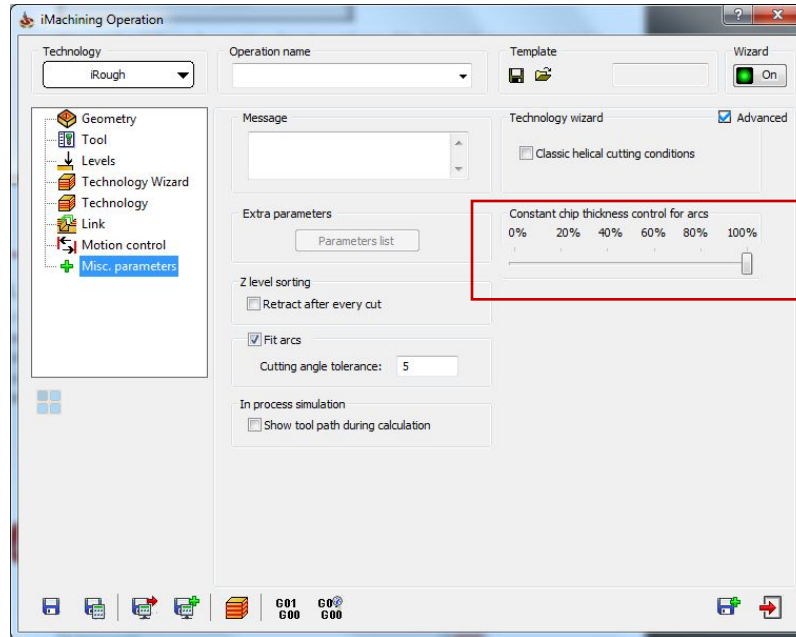 iMachining Operation
Technology
iRough
Operation name
Template
Wizard
On
Geometry
Tool
Levels
Technology Wizard
Technology
Link
Motion control
Misc. parameters
Message
Extra parameters
Parameters list
Z level sorting
Retract after every cut
Fit arcs
Cutting angle tolerance: 5
In process simulation
Show tool path during calculation
Technology wizard
Advanced
Classic helical cutting conditions
Constant chip thickness control for arcs
0% 20% 40% 60% 80% 100%
G01 G0
G00 G00